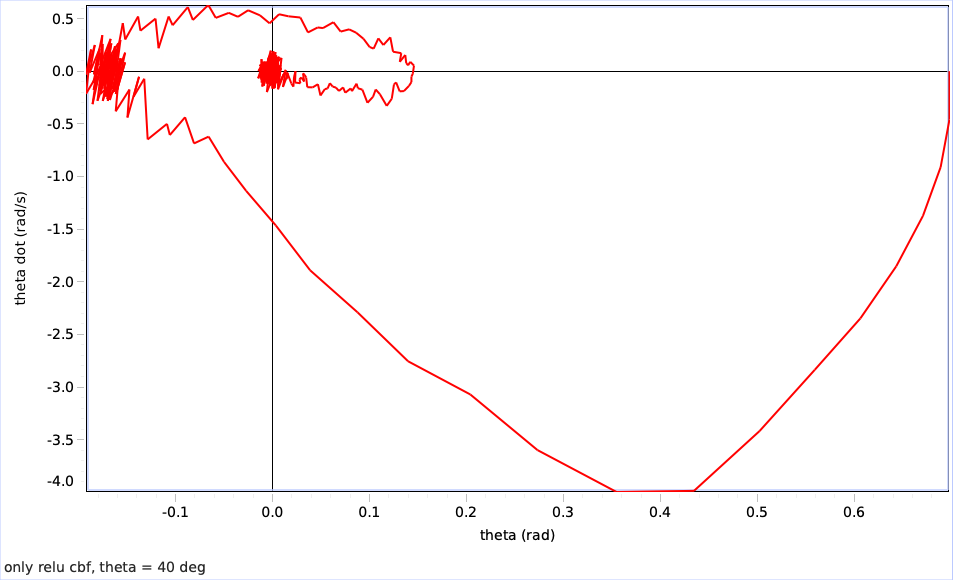 0.5
0.0
-0.5
-1.0
-1.5
-2.0
-2.5
-3.0
-3.5
-4.0
theta dot (rad/s)
-0.1 0.0 0.1 0.2 0.3 0.4 0.5 0.6
theta (rad)
only relu cbf, theta = 40 deg